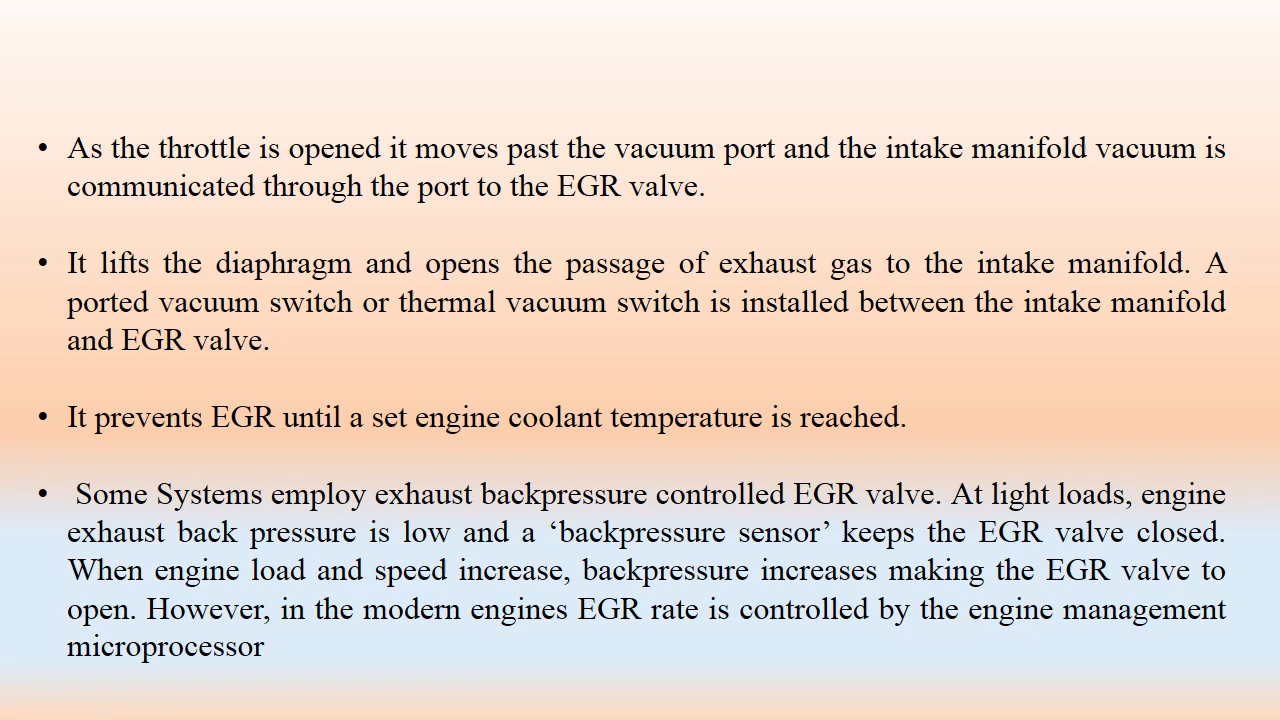 • As the throttle is opened it moves past the vacuum port and the intake manifold vacuum is
communicated through the port to the EGR valve.
• It lifts the diaphragm and opens the passage of exhaust gas to the intake manifold. A
ported vacuum switch or thermal vacuum switch is installed between the intake manifold
and EGR valve.
• It prevents EGR until a set engine coolant temperature is reached.
• Some Systems employ exhaust backpressure controlled EGR valve. At light loads, engine
exhaust back pressure is low and a ‘backpressure sensor’ keeps the EGR valve closed.
When engine load and speed increase, backpressure increases making the EGR valve to
open. However, in the modern engines EGR rate is controlled by the engine management
microprocessor